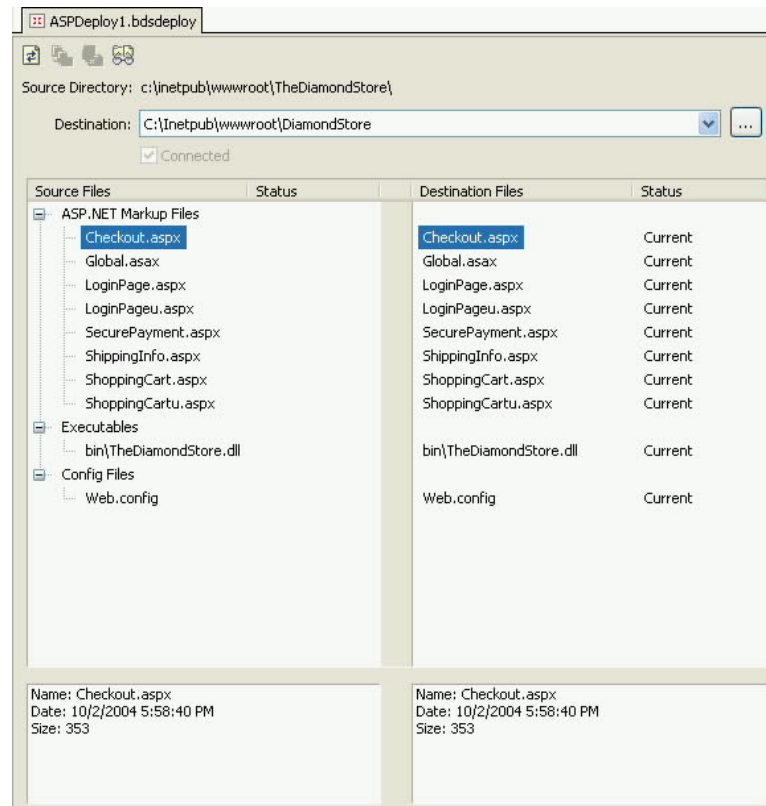 ASPDeploy1.bdsdeploy
Source Directory: c:\inetpub\wwwroot\TheDiamondStore\
Destination: C:\Inetpub\wwwroot\DiamondStore ...
Connected
Source Files Status Destination Files Status
ASP.NET Markup Files
Checkout.aspx Checkout.aspx Current
Global.asax Global.asax Current
LoginPage.aspx LoginPage.aspx Current
LoginPageu.aspx LoginPageu.aspx Current
SecurePayment.aspx SecurePayment.aspx Current
ShippingInfo.aspx ShippingInfo.aspx Current
ShoppingCart.aspx ShoppingCart.aspx Current
ShoppingCartu.aspx ShoppingCartu.aspx Current
Executables
bin\TheDiamondStore.dll bin\TheDiamondStore.dll Current
Config Files
Web.config Web.config Current
Name: Checkout.aspx Name: Checkout.aspx
Date: 10/2/2004 5:58:40 PM Date: 10/2/2004 5:58:40 PM
Size: 353 Size: 353